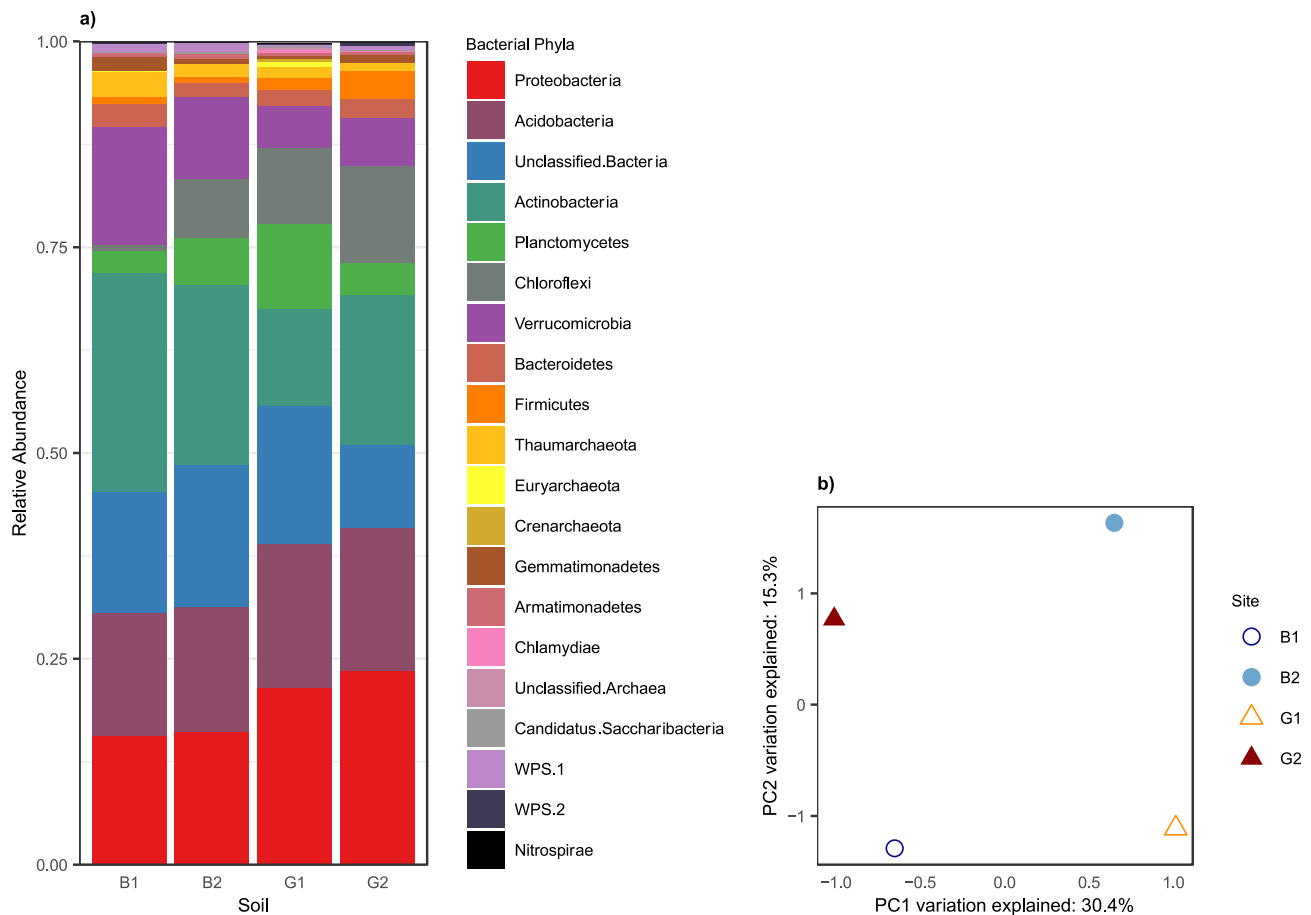 a)
1.00
0.75
0.50
0.25
0.00
Relative Abundance
B1 B2 G1 G2
Soil
Bacterial Phyla
Proteobacteria
Acidobacteria
Unclassified.Bacteria
Actinobacteria
Planctomycetes
Chloroflexi
Verrucomicrobia
Bacteroidetes
Firmicutes
Thaumarchaeota
Euryarchaeota
Crenarchaeota
Gemmatimonadetes
Armatimonadetes
Chlamydiae
Unclassified.Archaea
Candidatus.Saccharibacteria
WPS.1
WPS.2
Nitrospirae
b)
1
0
−1
PC2 variation explained: 15.3%
−1.0 −0.5 0.0 0.5 1.0
PC1 variation explained: 30.4%
Site
B1
B2
G1
G2